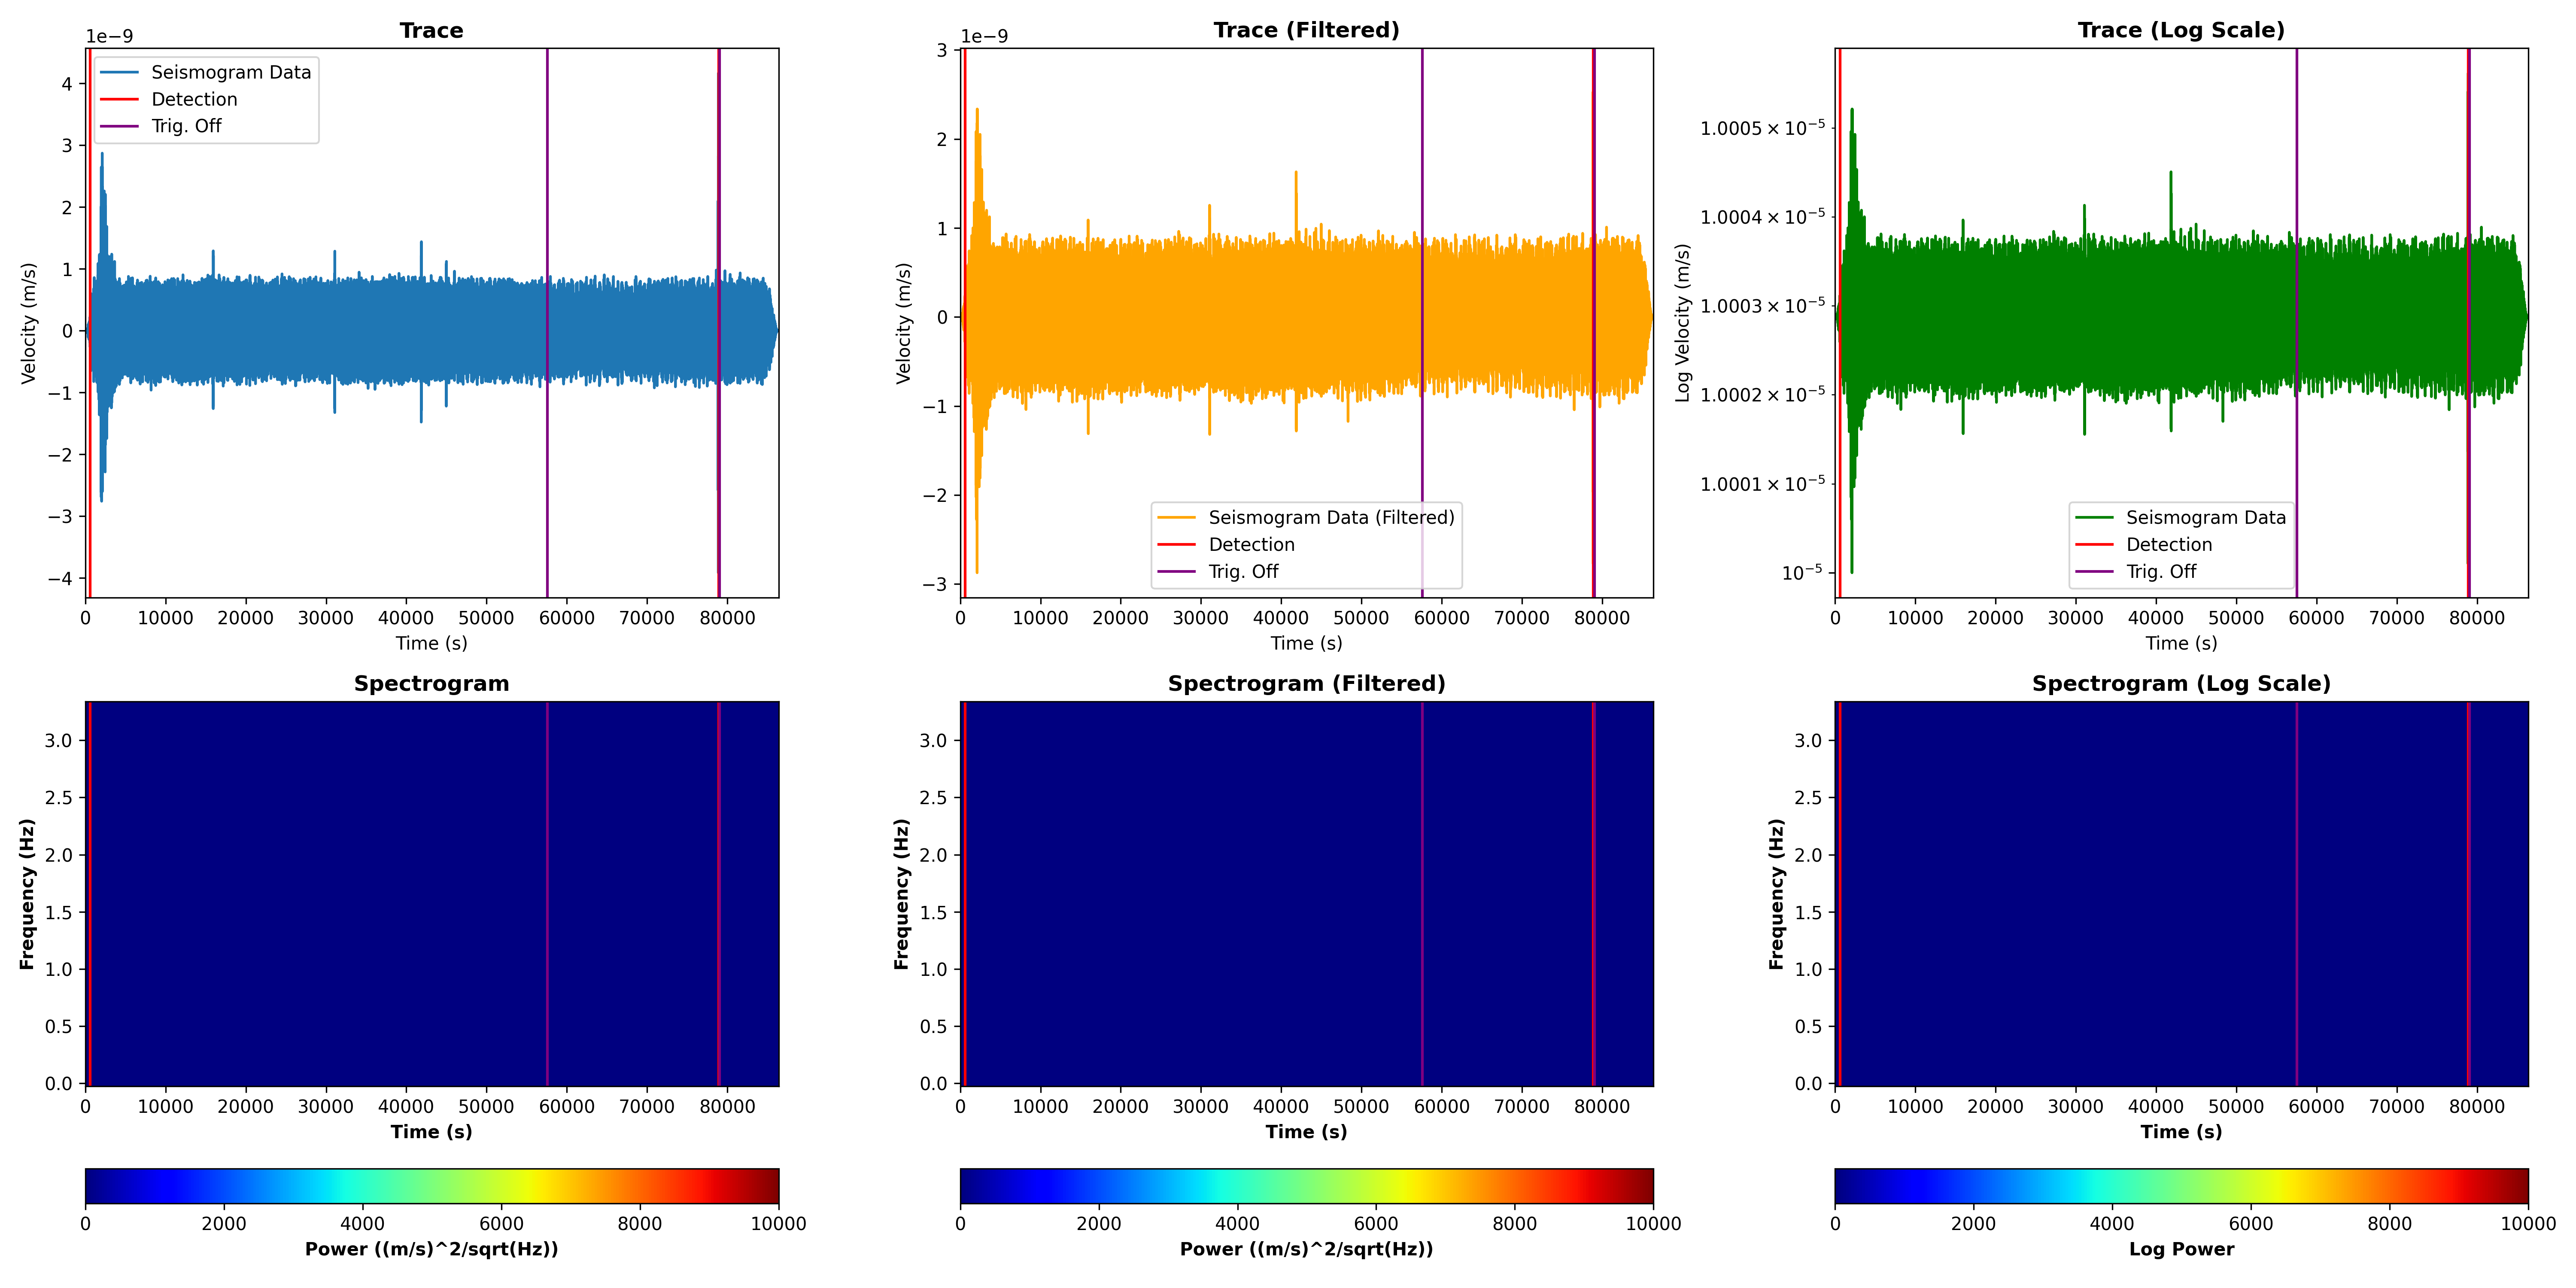 Trace
1e−9
4
3
2
1
0
−1
−2
−3
−4
Velocity (m/s)
Seismogram Data
Detection
Trig. Off
0 10000 20000 30000 40000 50000 60000 70000 80000
Time (s)
Trace (Filtered)
1e−9
3
2
1
0
−1
−2
−3
Velocity (m/s)
Seismogram Data (Filtered)
Detection
Trig. Off
0 10000 20000 30000 40000 50000 60000 70000 80000
Time (s)
Trace (Log Scale)
1.0005 × 10⁻⁵
1.0004 × 10⁻⁵
1.0003 × 10⁻⁵
1.0002 × 10⁻⁵
1.0001 × 10⁻⁵
10⁻⁵
Log Velocity (m/s)
Seismogram Data
Detection
Trig. Off
0 10000 20000 30000 40000 50000 60000 70000 80000
Time (s)
Spectrogram
3.0
2.5
2.0
1.5
1.0
0.5
0.0
Frequency (Hz)
0 10000 20000 30000 40000 50000 60000 70000 80000
Time (s)
0 2000 4000 6000 8000 10000
Power ((m/s)^2/sqrt(Hz))
Spectrogram (Filtered)
3.0
2.5
2.0
1.5
1.0
0.5
0.0
Frequency (Hz)
0 10000 20000 30000 40000 50000 60000 70000 80000
Time (s)
0 2000 4000 6000 8000 10000
Power ((m/s)^2/sqrt(Hz))
Spectrogram (Log Scale)
3.0
2.5
2.0
1.5
1.0
0.5
0.0
Frequency (Hz)
0 10000 20000 30000 40000 50000 60000 70000 80000
Time (s)
0 2000 4000 6000 8000 10000
Log Power